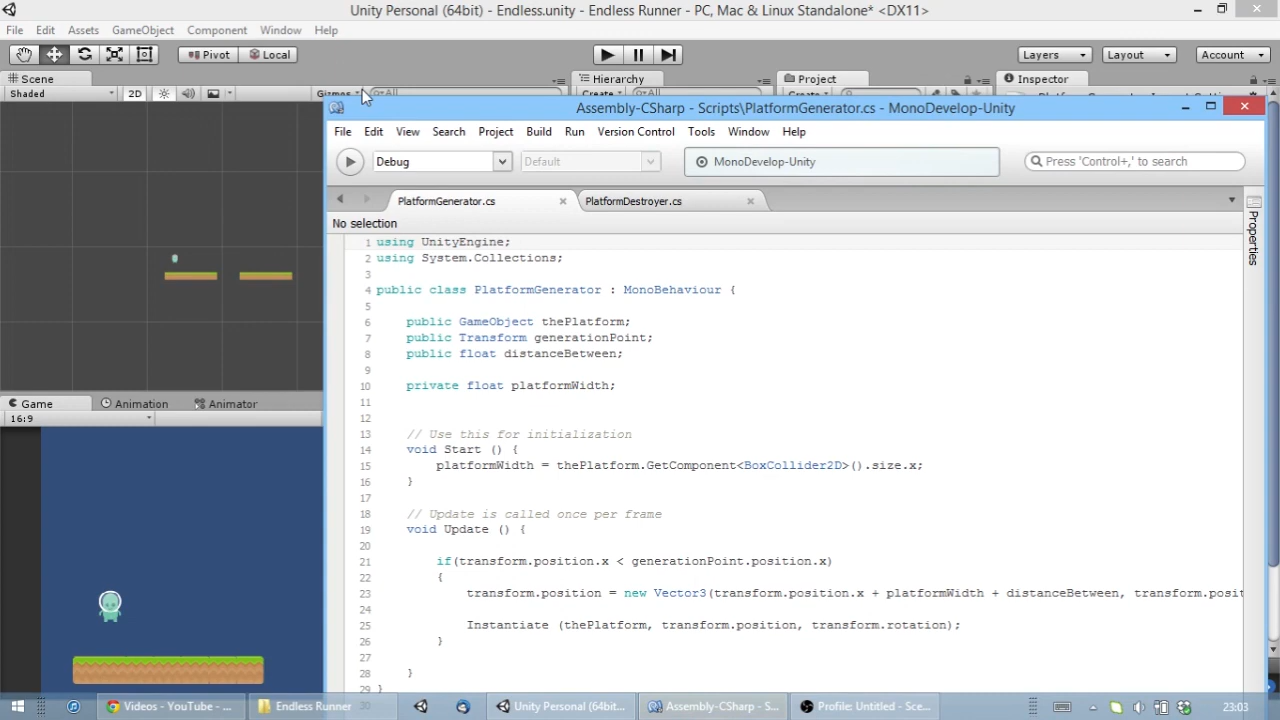 Unity Personal (64bit) - Endless.unity - Endless Runner - PC, Mac & Linux Standalone* <DX11>
File Edit Assets GameObject Component Window Help
Pivot Local Layers Layout Account
Scene Hierarchy Project Inspector
Shaded 2D Gizmos All Create All Create
Assembly-CSharp - Scripts\PlatformGenerator.cs - MonoDevelop-Unity
File Edit View Search Project Build Run Version Control Tools Window Help
Debug Default MonoDevelop-Unity Press 'Control+,' to search
PlatformGenerator.cs PlatformDestroyer.cs
No selection
Properties
1 using UnityEngine;
2 using System.Collections;
3
4 public class PlatformGenerator : MonoBehaviour {
5
6 public GameObject thePlatform;
7 public Transform generationPoint;
8 public float distanceBetween;
9
10 private float platformWidth;
11
12
13 // Use this for initialization
14 void Start () {
15 platformWidth = thePlatform.GetComponent<BoxCollider2D>().size.x;
16 }
17
18 // Update is called once per frame
19 void Update () {
20
21 if(transform.position.x < generationPoint.position.x)
22 {
23 transform.position = new Vector3(transform.position.x + platformWidth + distanceBetween, transform.posit
24
25 Instantiate (thePlatform, transform.position, transform.rotation);
26 }
27
28 }
29 }
30
Game Animation Animator
16:9
Videos - YouTube - ... Endless Runner Unity Personal (64bit... Assembly-CSharp - S... Profile: Untitled - Sce... 23:03